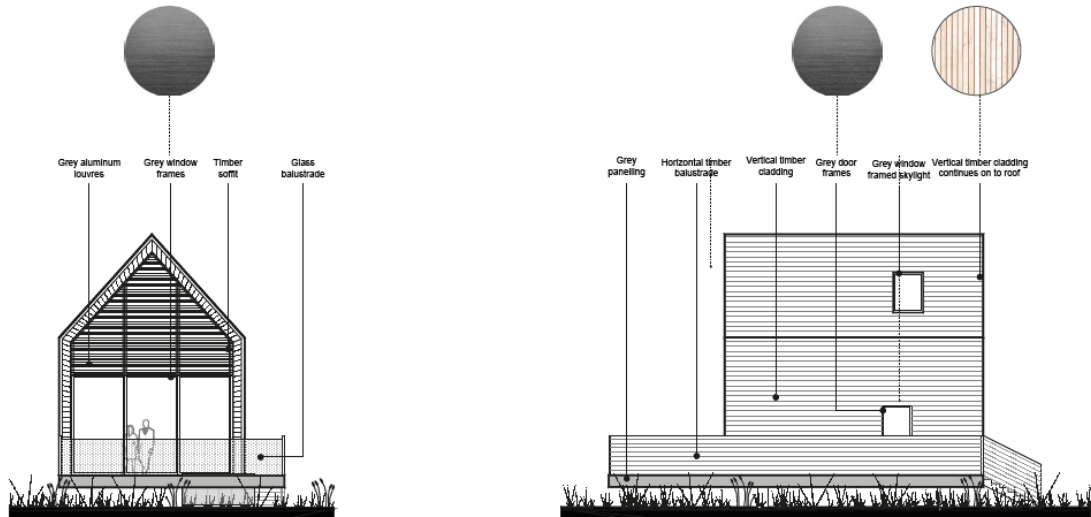 Grey aluminum
louvres
Grey window
frames
Timber
soffit
Glass
balustrade
Grey
panelling
Horizontal timber
balustrade
Vertical timber
cladding
Grey door
frames
Grey window
framed skylight
Vertical timber cladding
continues on to roof